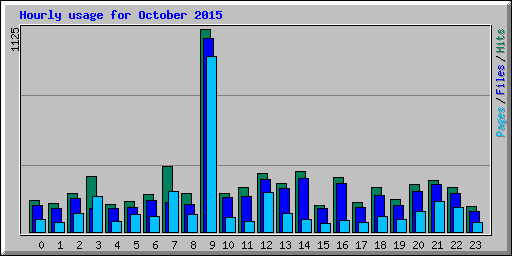 Hourly usage for October 2015
1125
Pages / Files / Hits
0 1 2 3 4 5 6 7 8 9 10 11 12 13 14 15 16 17 18 19 20 21 22 23